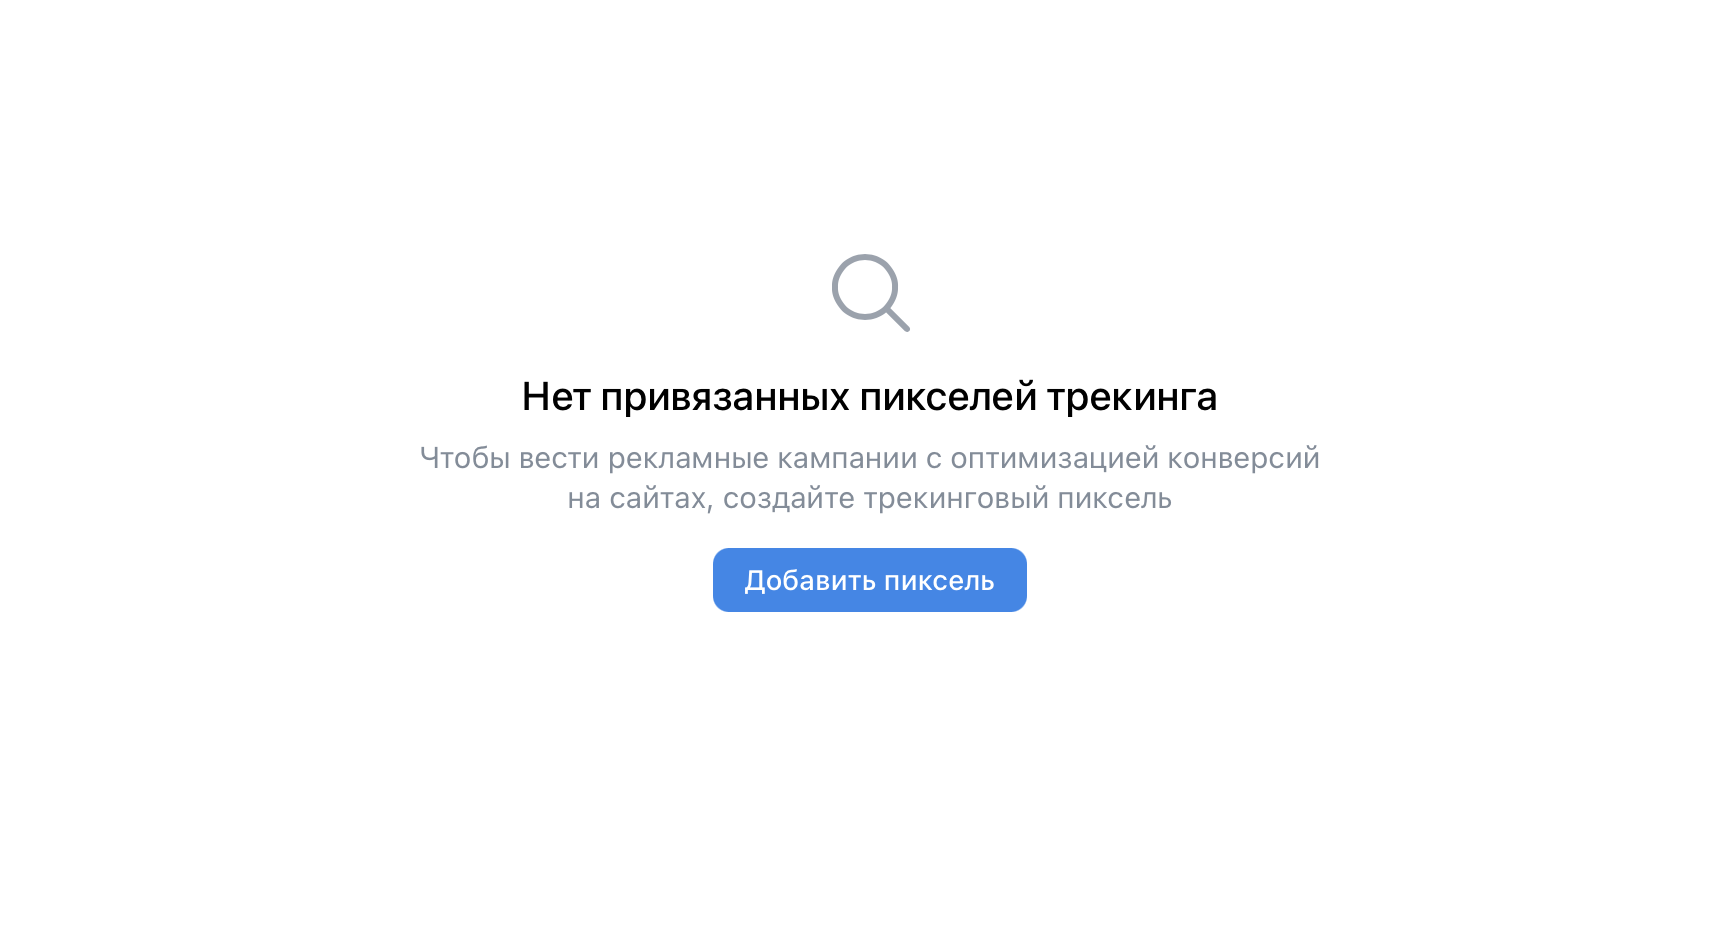 Нет привязанных пикселей трекинга
Чтобы вести рекламные кампании с оптимизацией конверсий
на сайтах, создайте трекинговый пиксель
Добавить пиксель